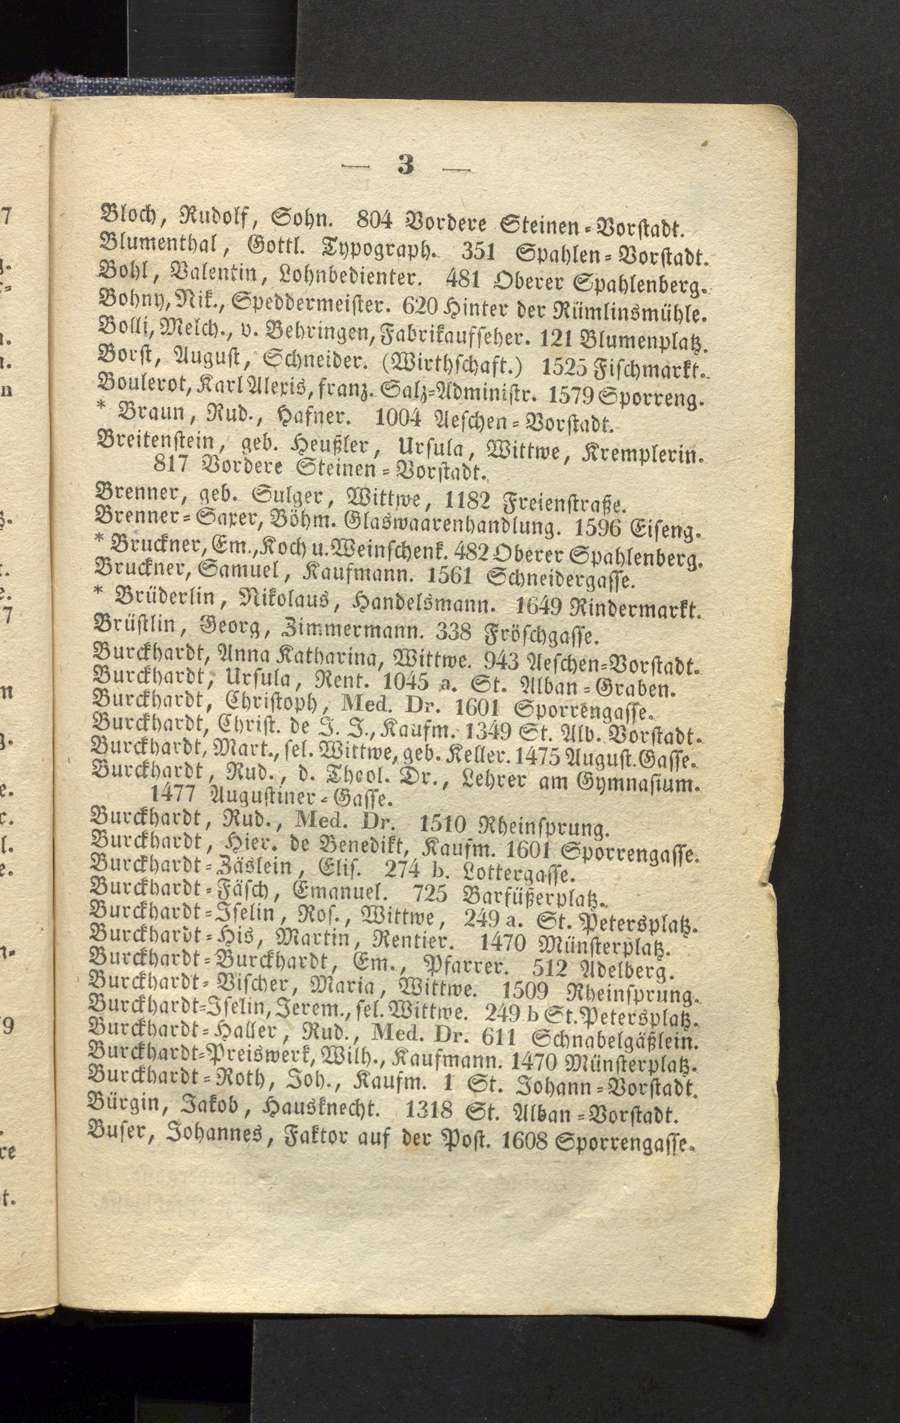 — 3 —
Bloch, Rudolf, Sohn. 804 Vordere Steinen-Vorstadt.
Blumenthal, Gottl. Typograph. 351 Spahlen-Vorstadt.
Bohl, Valentin, Lohnbedienter. 481 Oberer Spahlenberg.
Bohny, Nik., Speddermeister. 620 Hinter der Rümlinsmühle.
Bolli, Melch., v. Behringen, Fabrikaufseher. 121 Blumenplatz.
Borst, August, Schneider. (Wirthschaft.) 1525 Fischmarkt.
Boulerot, Karl Alexis, franz. Salz-Administr. 1579 Sporreng.
* Braun, Rud., Hafner. 1004 Aeschen-Vorstadt.
Breitenstein, geb. Heußler, Ursula, Wittwe, Kremplerin.
817 Vordere Steinen-Vorstadt.
Brenner, geb. Sulger, Wittwe, 1182 Freienstraße.
Brenner-Saxer, Böhm. Glaswaarenhandlung. 1596 Eiseng.
* Bruckner, Em., Koch u. Weinschenk. 482 Oberer Spahlenberg.
Bruckner, Samuel, Kaufmann. 1561 Schneidergasse.
* Brüderlin, Nikolaus, Handelsmann. 1649 Rindermarkt.
Brüstlin, Georg, Zimmermann. 338 Fröschgasse.
Burckhardt, Anna Katharina, Wittwe. 943 Aeschen-Vorstadt.
Burckhardt, Ursula, Rent. 1045 a. St. Alban-Graben.
Burckhardt, Christoph, Med. Dr. 1601 Sporrengasse.
Burckhardt, Christ. de J. J., Kaufm. 1349 St. Alb. Vorstadt.
Burckhardt, Mart., sel. Wittwe, geb. Keller. 1475 August. Gasse.
Burckhardt, Rud., d. Theol. Dr., Lehrer am Gymnasium.
1477 Augustiner-Gasse.
Burckhardt, Rud., Med. Dr. 1510 Rheinsprung.
Burckhardt, Hier. de Benedikt, Kaufm. 1601 Sporrengasse.
Burckhardt-Zäslein, Elis. 274 b. Lottergasse.
Burckhardt-Fäsch, Emanuel. 725 Barfüßerplatz.
Burckhardt-Iselin, Ros., Wittwe, 249 a. St. Petersplatz.
Burckhardt-His, Martin, Rentier. 1470 Münsterplatz.
Burckhardt-Burckhardt, Em., Pfarrer. 512 Adelberg.
Burckhardt-Vischer, Maria, Wittwe. 1509 Rheinsprung.
Burckhardt-Iselin, Jerem., sel. Wittwe. 249 b St. Petersplatz.
Burckhardt-Haller, Rud., Med. Dr. 611 Schnabelgäßlein.
Burckhardt-Preiswerk, Wilh., Kaufmann. 1470 Münsterplatz.
Burckhardt-Roth, Joh., Kaufm. 1 St. Johann-Vorstadt.
Bürgin, Jakob, Hausknecht. 1318 St. Alban-Vorstadt.
Buser, Johannes, Faktor auf der Post. 1608 Sporrengasse.